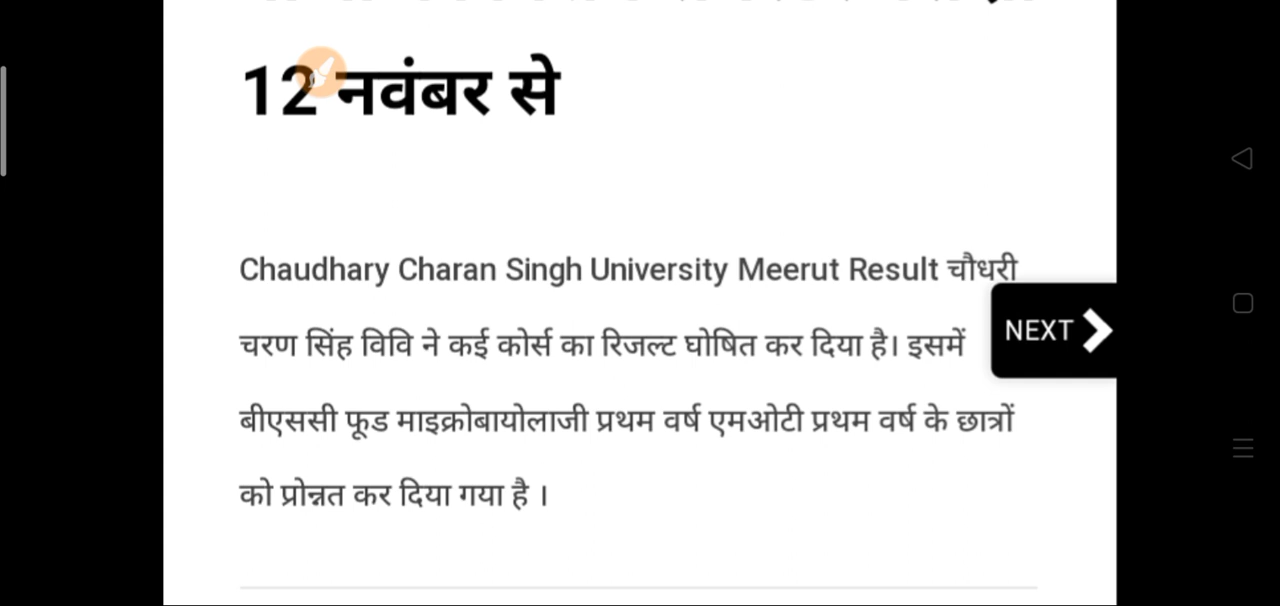 12 नवंबर से
Chaudhary Charan Singh University Meerut Result चौधरी
चरण सिंह विवि ने कई कोर्स का रिजल्ट घोषित कर दिया है। इसमें
NEXT
बीएससी फूड माइक्रोबायोलाजी प्रथम वर्ष एमओटी प्रथम वर्ष के छात्रों
को प्रोन्नत कर दिया गया है ।